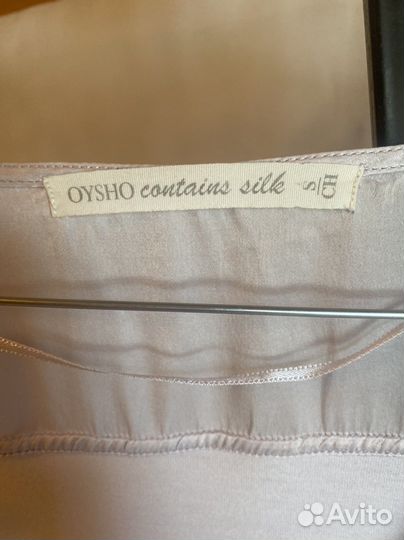 OYSHO contains silk
S
CH
Avito